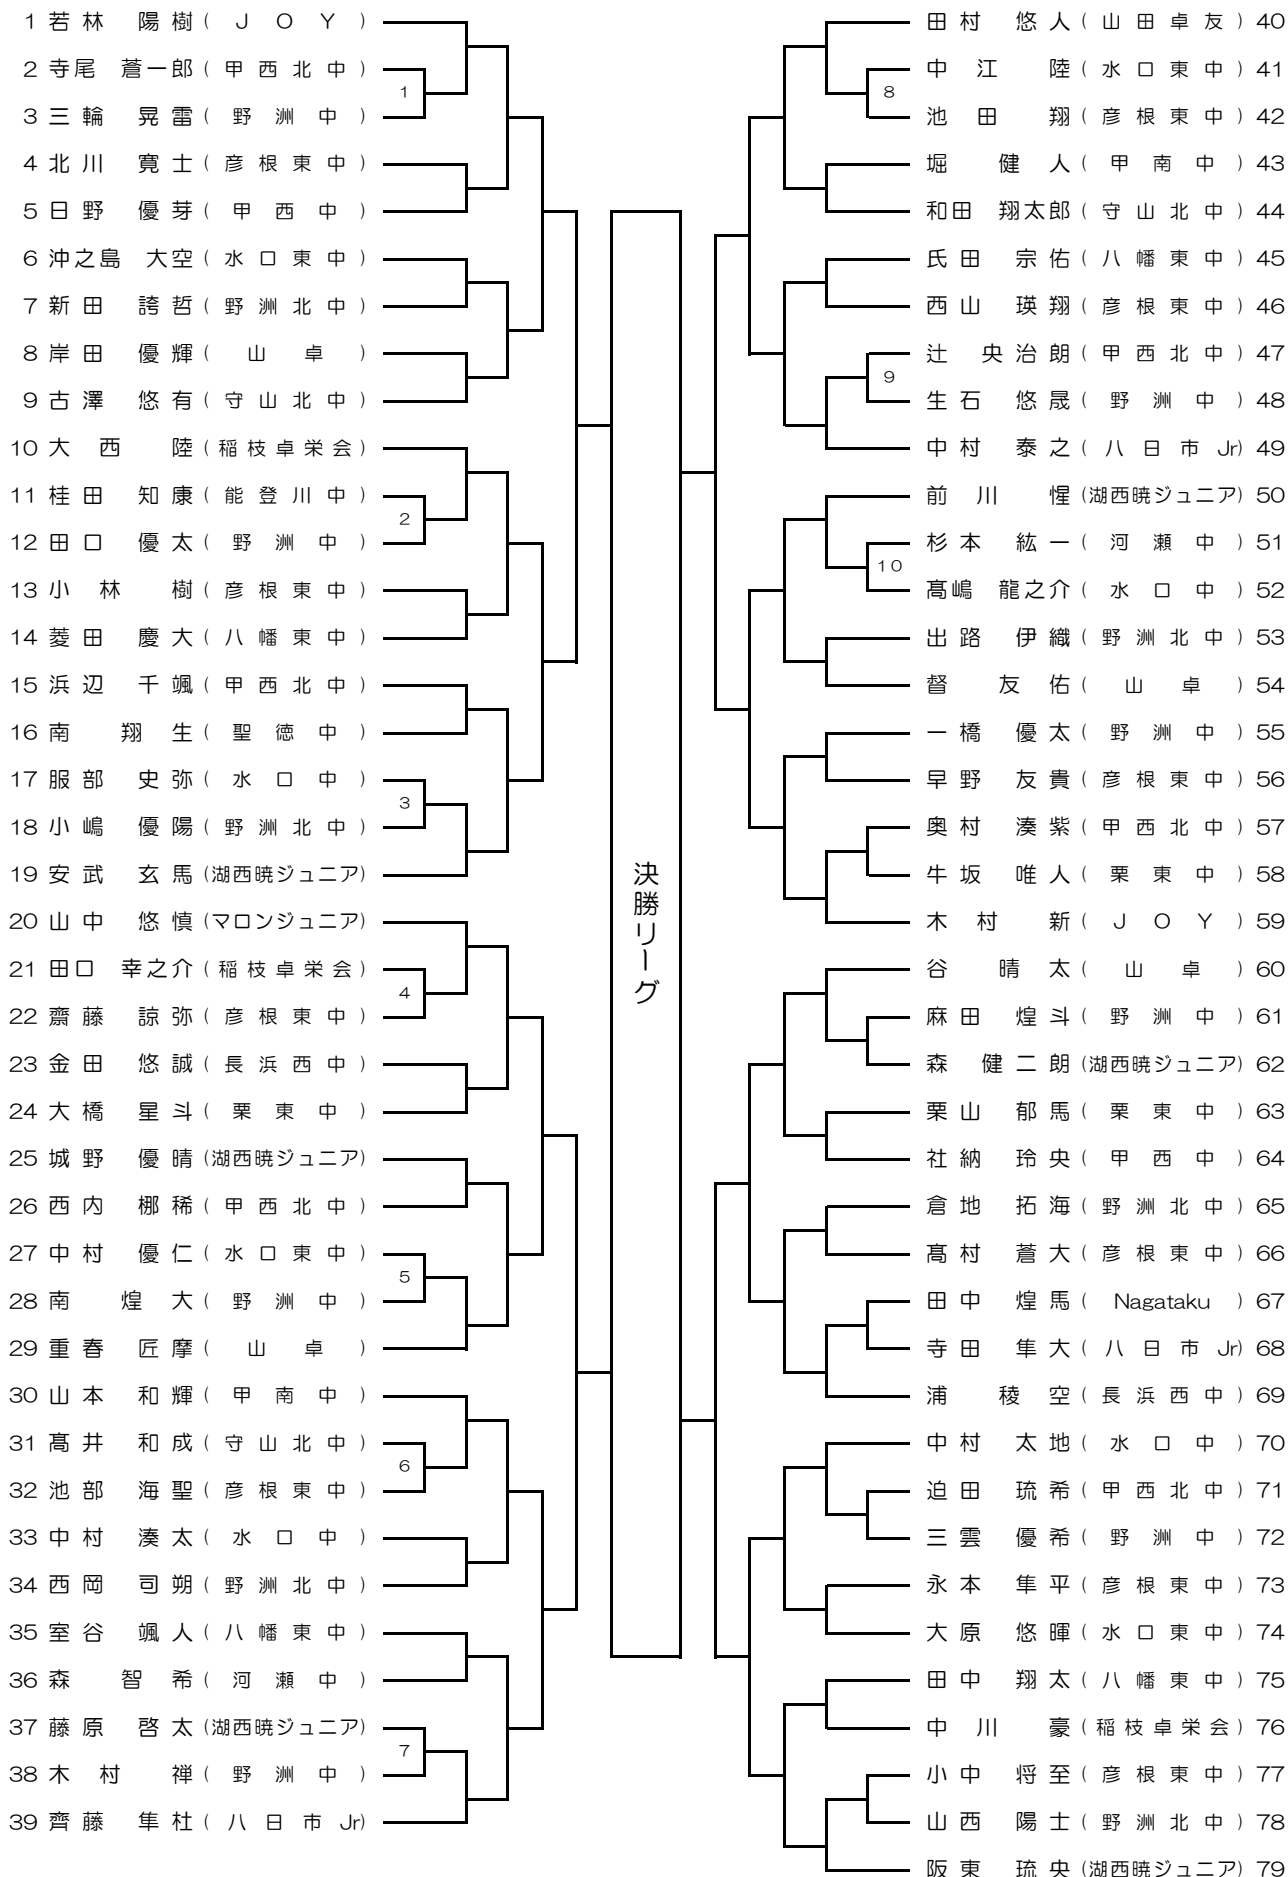 1 若林 陽樹 ( J O Y )
2 寺尾 蒼一郎 ( 甲西北中 )
1
3 三輪 晃雷 ( 野洲中 )
4 北川 寛士 ( 彦根東中 )
5 日野 優芽 ( 甲西中 )
6 沖之島 大空 ( 水口東中 )
7 新田 誇哲 ( 野洲北中 )
8 岸田 優輝 ( 山卓 )
9 古澤 悠有 ( 守山北中 )
10 大西 陸 ( 稲枝卓栄会 )
11 桂田 知康 ( 能登川中 )
2
12 田口 優太 ( 野洲中 )
13 小林 樹 ( 彦根東中 )
14 菱田 慶大 ( 八幡東中 )
15 浜辺 千颯 ( 甲西北中 )
16 南 翔生 ( 聖徳中 )
17 服部 史弥 ( 水口中 )
3
18 小嶋 優陽 ( 野洲北中 )
19 安武 玄馬 (湖西暁ジュニア)
20 山中 悠慎 (マロンジュニア)
21 田口 幸之介 ( 稲枝卓栄会 )
4
22 齋藤 諒弥 ( 彦根東中 )
23 金田 悠誠 ( 長浜西中 )
24 大橋 星斗 ( 栗東中 )
25 城野 優晴 (湖西暁ジュニア)
26 西内 梛稀 ( 甲西北中 )
27 中村 優仁 ( 水口東中 )
5
28 南 煌大 ( 野洲中 )
29 重春 匠摩 ( 山卓 )
30 山本 和輝 ( 甲南中 )
31 髙井 和成 ( 守山北中 )
6
32 池部 海聖 ( 彦根東中 )
33 中村 湊太 ( 水口中 )
34 西岡 司朔 ( 野洲北中 )
35 室谷 颯人 ( 八幡東中 )
36 森 智希 ( 河瀬中 )
37 藤原 啓太 (湖西暁ジュニア)
7
38 木村 禅 ( 野洲中 )
39 齊藤 隼杜 ( 八日市 Jr)
決勝リーグ
田村 悠人 ( 山田卓友 ) 40
中江 陸 ( 水口東中 ) 41
8
池田 翔 ( 彦根東中 ) 42
堀 健人 ( 甲南中 ) 43
和田 翔太郎 ( 守山北中 ) 44
氏田 宗佑 ( 八幡東中 ) 45
西山 瑛翔 ( 彦根東中 ) 46
辻 央治朗 ( 甲西北中 ) 47
9
生石 悠晟 ( 野洲中 ) 48
中村 泰之 ( 八日市 Jr) 49
前川 惺 (湖西暁ジュニア) 50
杉本 紘一 ( 河瀬中 ) 51
10
髙嶋 龍之介 ( 水口中 ) 52
出路 伊織 ( 野洲北中 ) 53
督 友佑 ( 山卓 ) 54
一橋 優太 ( 野洲中 ) 55
早野 友貴 ( 彦根東中 ) 56
奥村 湊紫 ( 甲西北中 ) 57
牛坂 唯人 ( 栗東中 ) 58
木村 新 ( J O Y ) 59
谷 晴太 ( 山卓 ) 60
麻田 煌斗 ( 野洲中 ) 61
森 健二朗 (湖西暁ジュニア) 62
栗山 郁馬 ( 栗東中 ) 63
社納 玲央 ( 甲西中 ) 64
倉地 拓海 ( 野洲北中 ) 65
髙村 蒼大 ( 彦根東中 ) 66
田中 煌馬 ( Nagataku ) 67
寺田 隼大 ( 八日市 Jr) 68
浦 稜空 ( 長浜西中 ) 69
中村 太地 ( 水口中 ) 70
迫田 琉希 ( 甲西北中 ) 71
三雲 優希 ( 野洲中 ) 72
永本 隼平 ( 彦根東中 ) 73
大原 悠暉 ( 水口東中 ) 74
田中 翔太 ( 八幡東中 ) 75
中川 豪 ( 稲枝卓栄会 ) 76
小中 将至 ( 彦根東中 ) 77
山西 陽士 ( 野洲北中 ) 78
阪東 琉央 (湖西暁ジュニア) 79